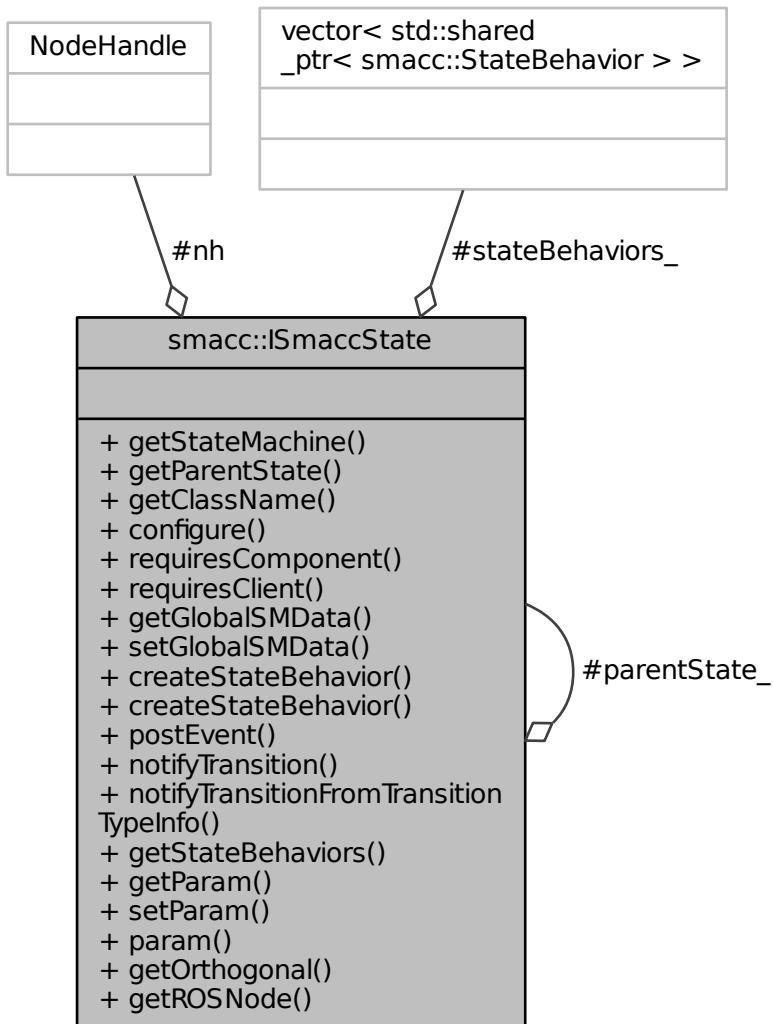 NodeHandle
vector< std::shared
_ptr< smacc::StateBehavior > >
#nh
#stateBehaviors_
smacc::ISmaccState
+ getStateMachine()
+ getParentState()
+ getClassName()
+ configure()
+ requiresComponent()
+ requiresClient()
+ getGlobalSMData()
+ setGlobalSMData()
+ createStateBehavior()
+ createStateBehavior()
+ postEvent()
+ notifyTransition()
+ notifyTransitionFromTransition
TypeInfo()
+ getStateBehaviors()
+ getParam()
+ setParam()
+ param()
+ getOrthogonal()
+ getROSNode()
#parentState_